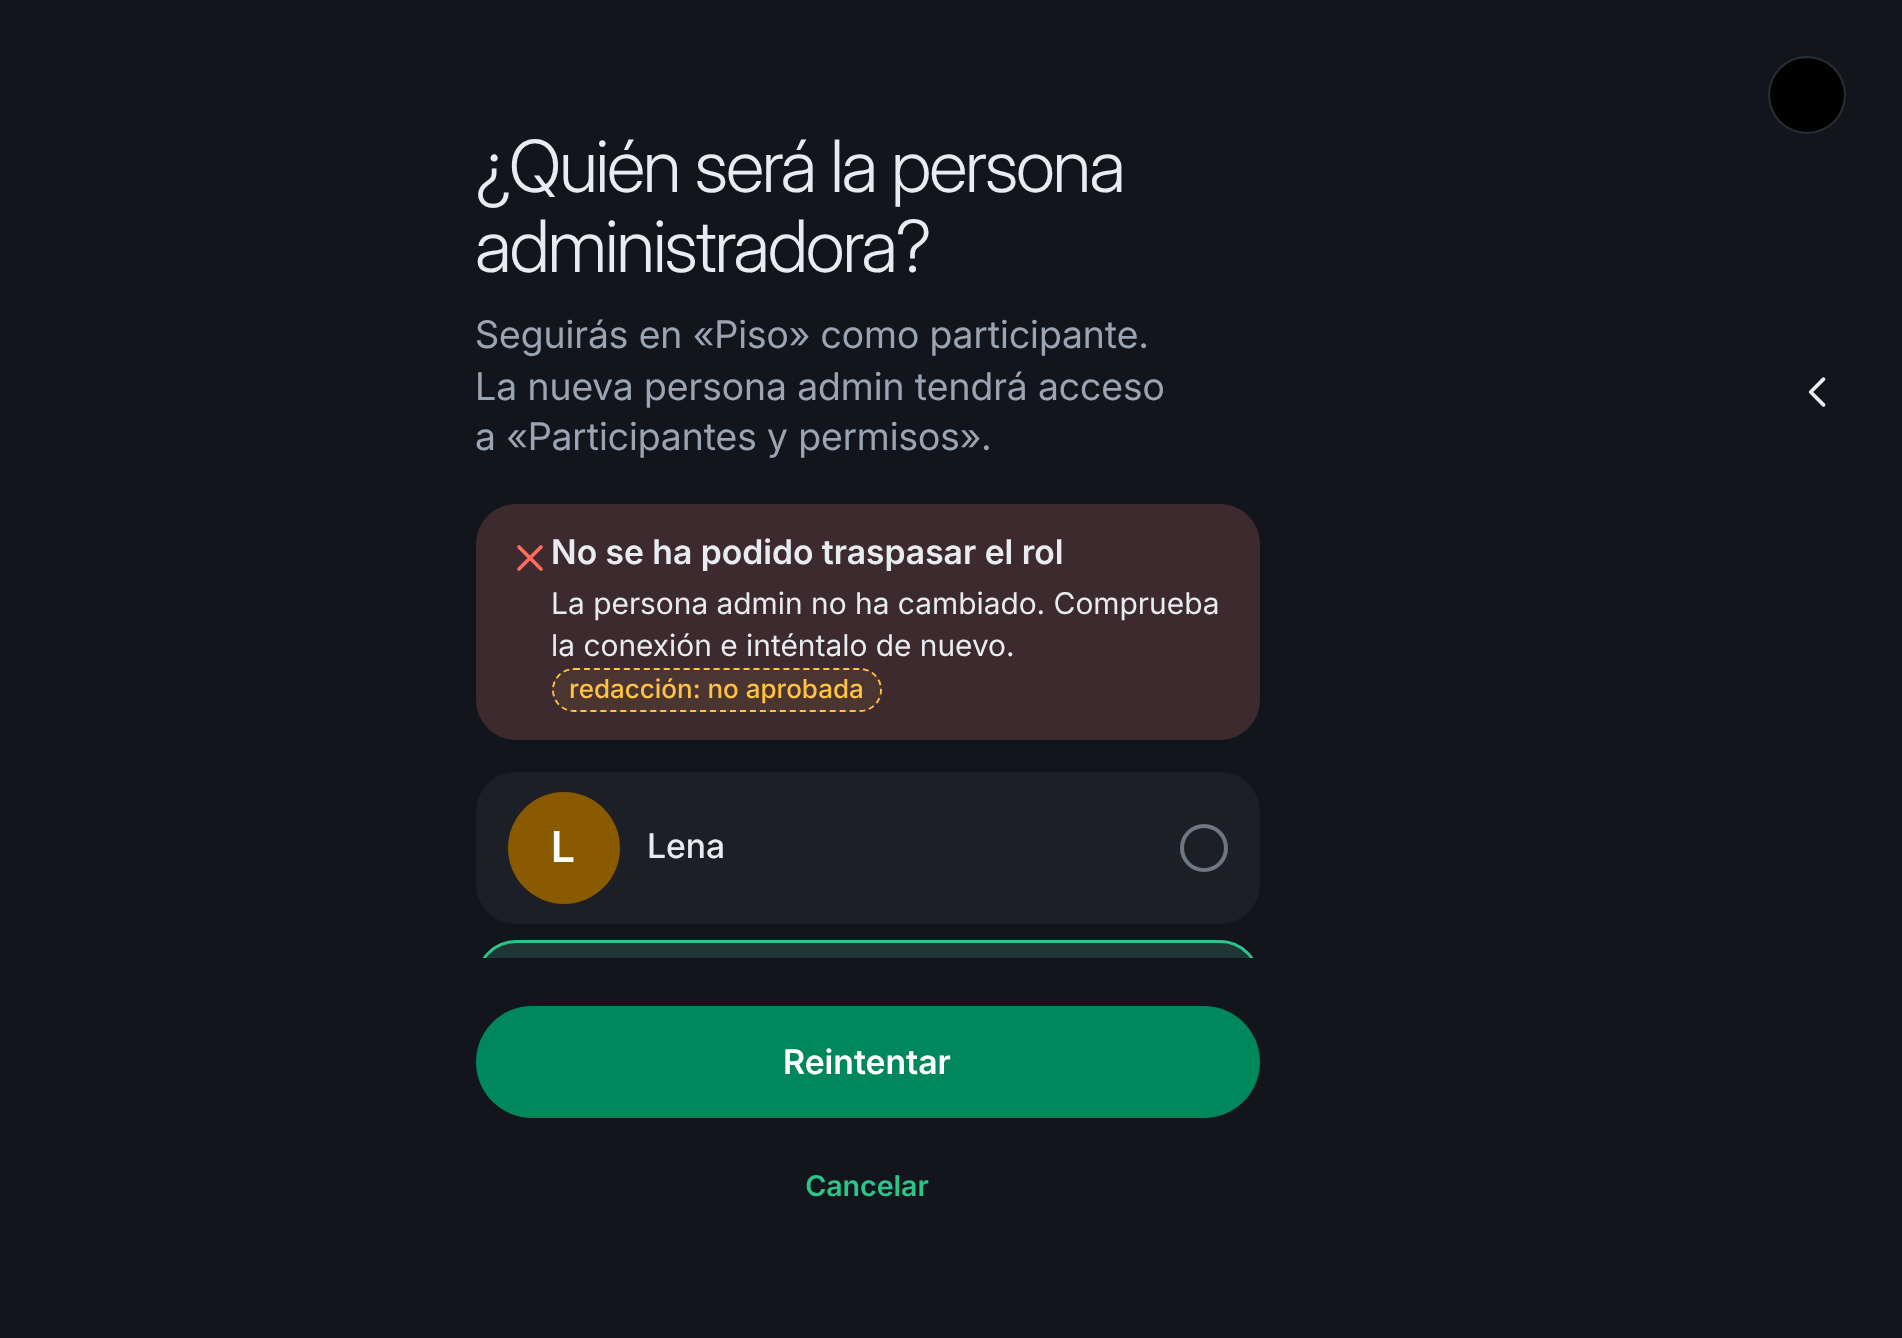 ¿Quién será la persona
administradora?
Seguirás en «Piso» como participante.
La nueva persona admin tendrá acceso
a «Participantes y permisos».
No se ha podido traspasar el rol
La persona admin no ha cambiado. Comprueba
la conexión e inténtalo de nuevo.
redacción: no aprobada
L
Lena
Reintentar
Cancelar